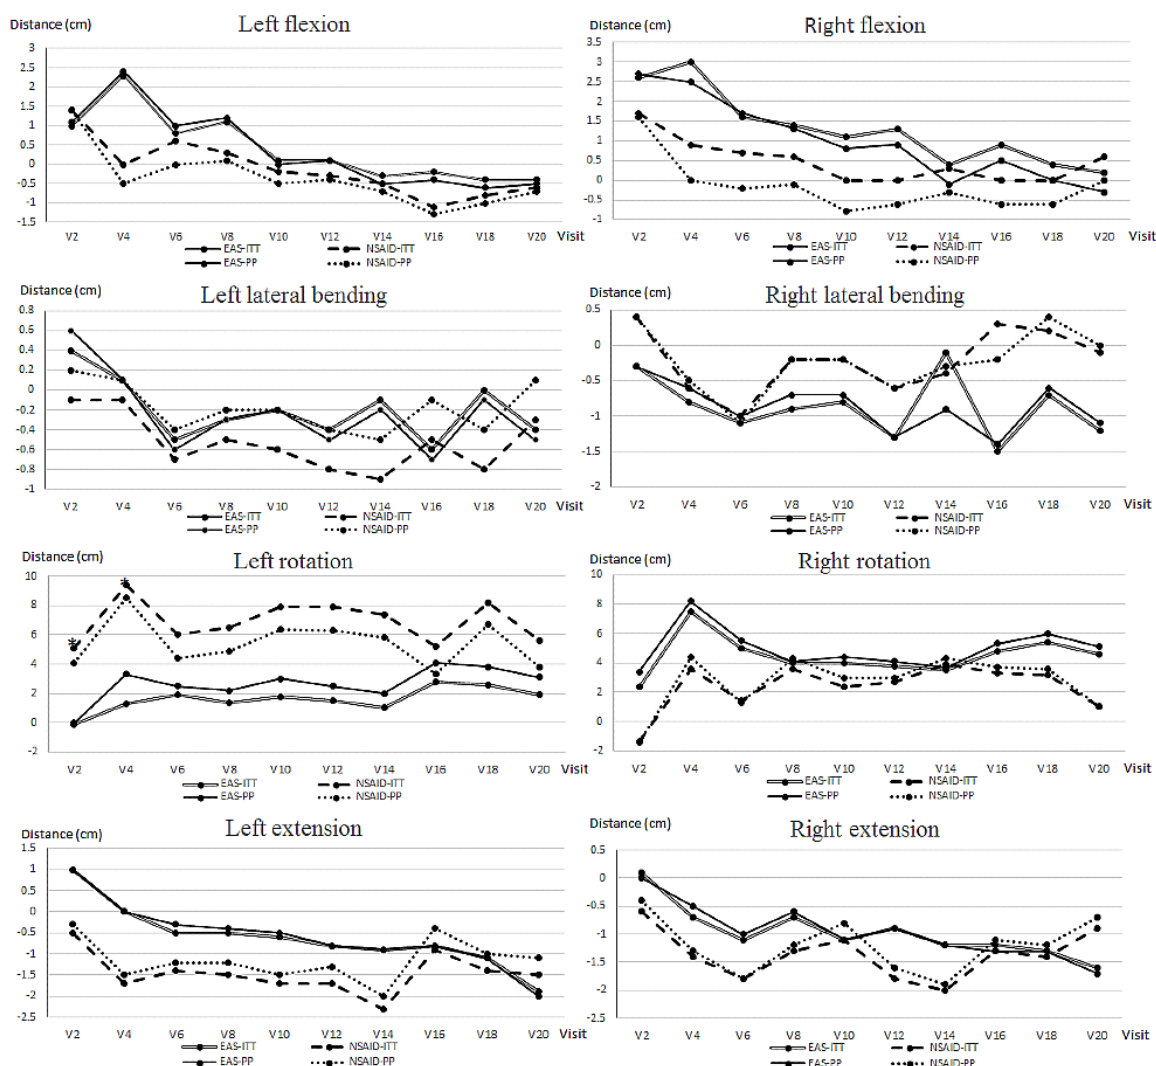 Distance (cm) Left flexion
3
2.5
2
1.5
1
0.5
0
-0.5
-1
-1.5
V2 V4 V6 V8 V10 V12 V14 V16 V18 V20 Visit
EAS-ITT NSAID-ITT
EAS-PP NSAID-PP
Distance (cm) Right flexion
3.5
3
2.5
2
1.5
1
0.5
0
-0.5
-1
V2 V4 V6 V8 V10 V12 V14 V16 V18 V20 Visit
EAS-ITT NSAID-ITT
EAS-PP NSAID-PP
Distance (cm) Left lateral bending
0.8
0.6
0.4
0.2
0
-0.2
-0.4
-0.6
-0.8
-1
V2 V4 V6 V8 V10 V12 V14 V16 V18 V20 Visit
EAS-ITT NSAID-ITT
EAS-PP NSAID-PP
Distance (cm) Right lateral bending
0.5
0
-0.5
-1
-1.5
-2
V2 V4 V6 V8 V10 V12 V14 V16 V18 V20 Visit
EAS-ITT NSAID-ITT
EAS-PP NSAID-PP
Distance (cm) Left rotation
10
8
6
4
2
0
-2
* *
V2 V4 V6 V8 V10 V12 V14 V16 V18 V20 Visit
EAS-ITT NSAID-ITT
EAS-PP NSAID-PP
Distance (cm) Right rotation
10
8
6
4
2
0
-2
V2 V4 V6 V8 V10 V12 V14 V16 V18 V20 Visit
EAS-ITT NSAID-ITT
EAS-PP NSAID-PP
Distance (cm) Left extension
1.5
1
0.5
0
-0.5
-1
-1.5
-2
-2.5
V2 V4 V6 V8 V10 V12 V14 V16 V18 V20 Visit
EAS-ITT NSAID-ITT
EAS-PP NSAID-PP
Distance (cm) Right extension
0.5
0
-0.5
-1
-1.5
-2
-2.5
V2 V4 V6 V8 V10 V12 V14 V16 V18 V20 Visit
EAS-ITT NSAID-ITT
EAS-PP NSAID-PP